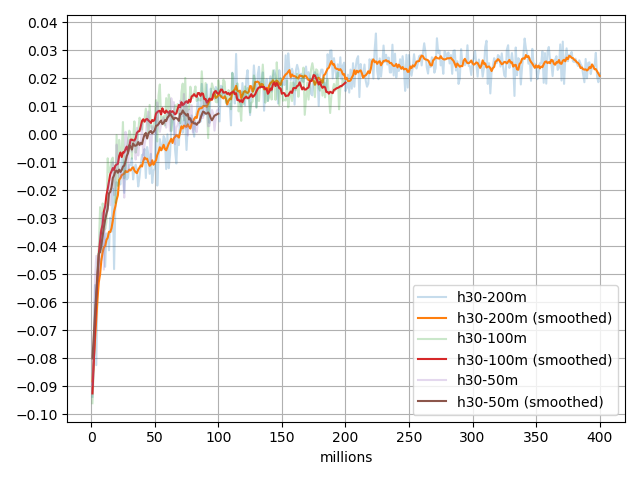 0.04
0.03
0.02
0.01
0.00
−0.01
−0.02
−0.03
−0.04
−0.05
−0.06
−0.07
−0.08
−0.09
−0.10
h30-200m
h30-200m (smoothed)
h30-100m
h30-100m (smoothed)
h30-50m
h30-50m (smoothed)
0 50 100 150 200 250 300 350 400
millions